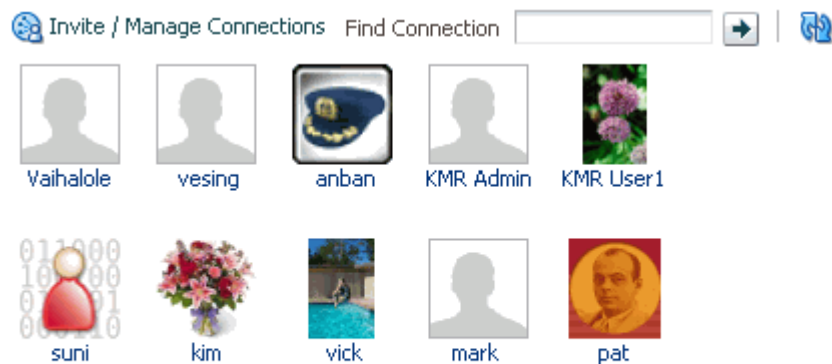 Invite / Manage Connections Find Connection
Vaihalole vesing anban KMR Admin KMR User1
suni kim vick mark pat